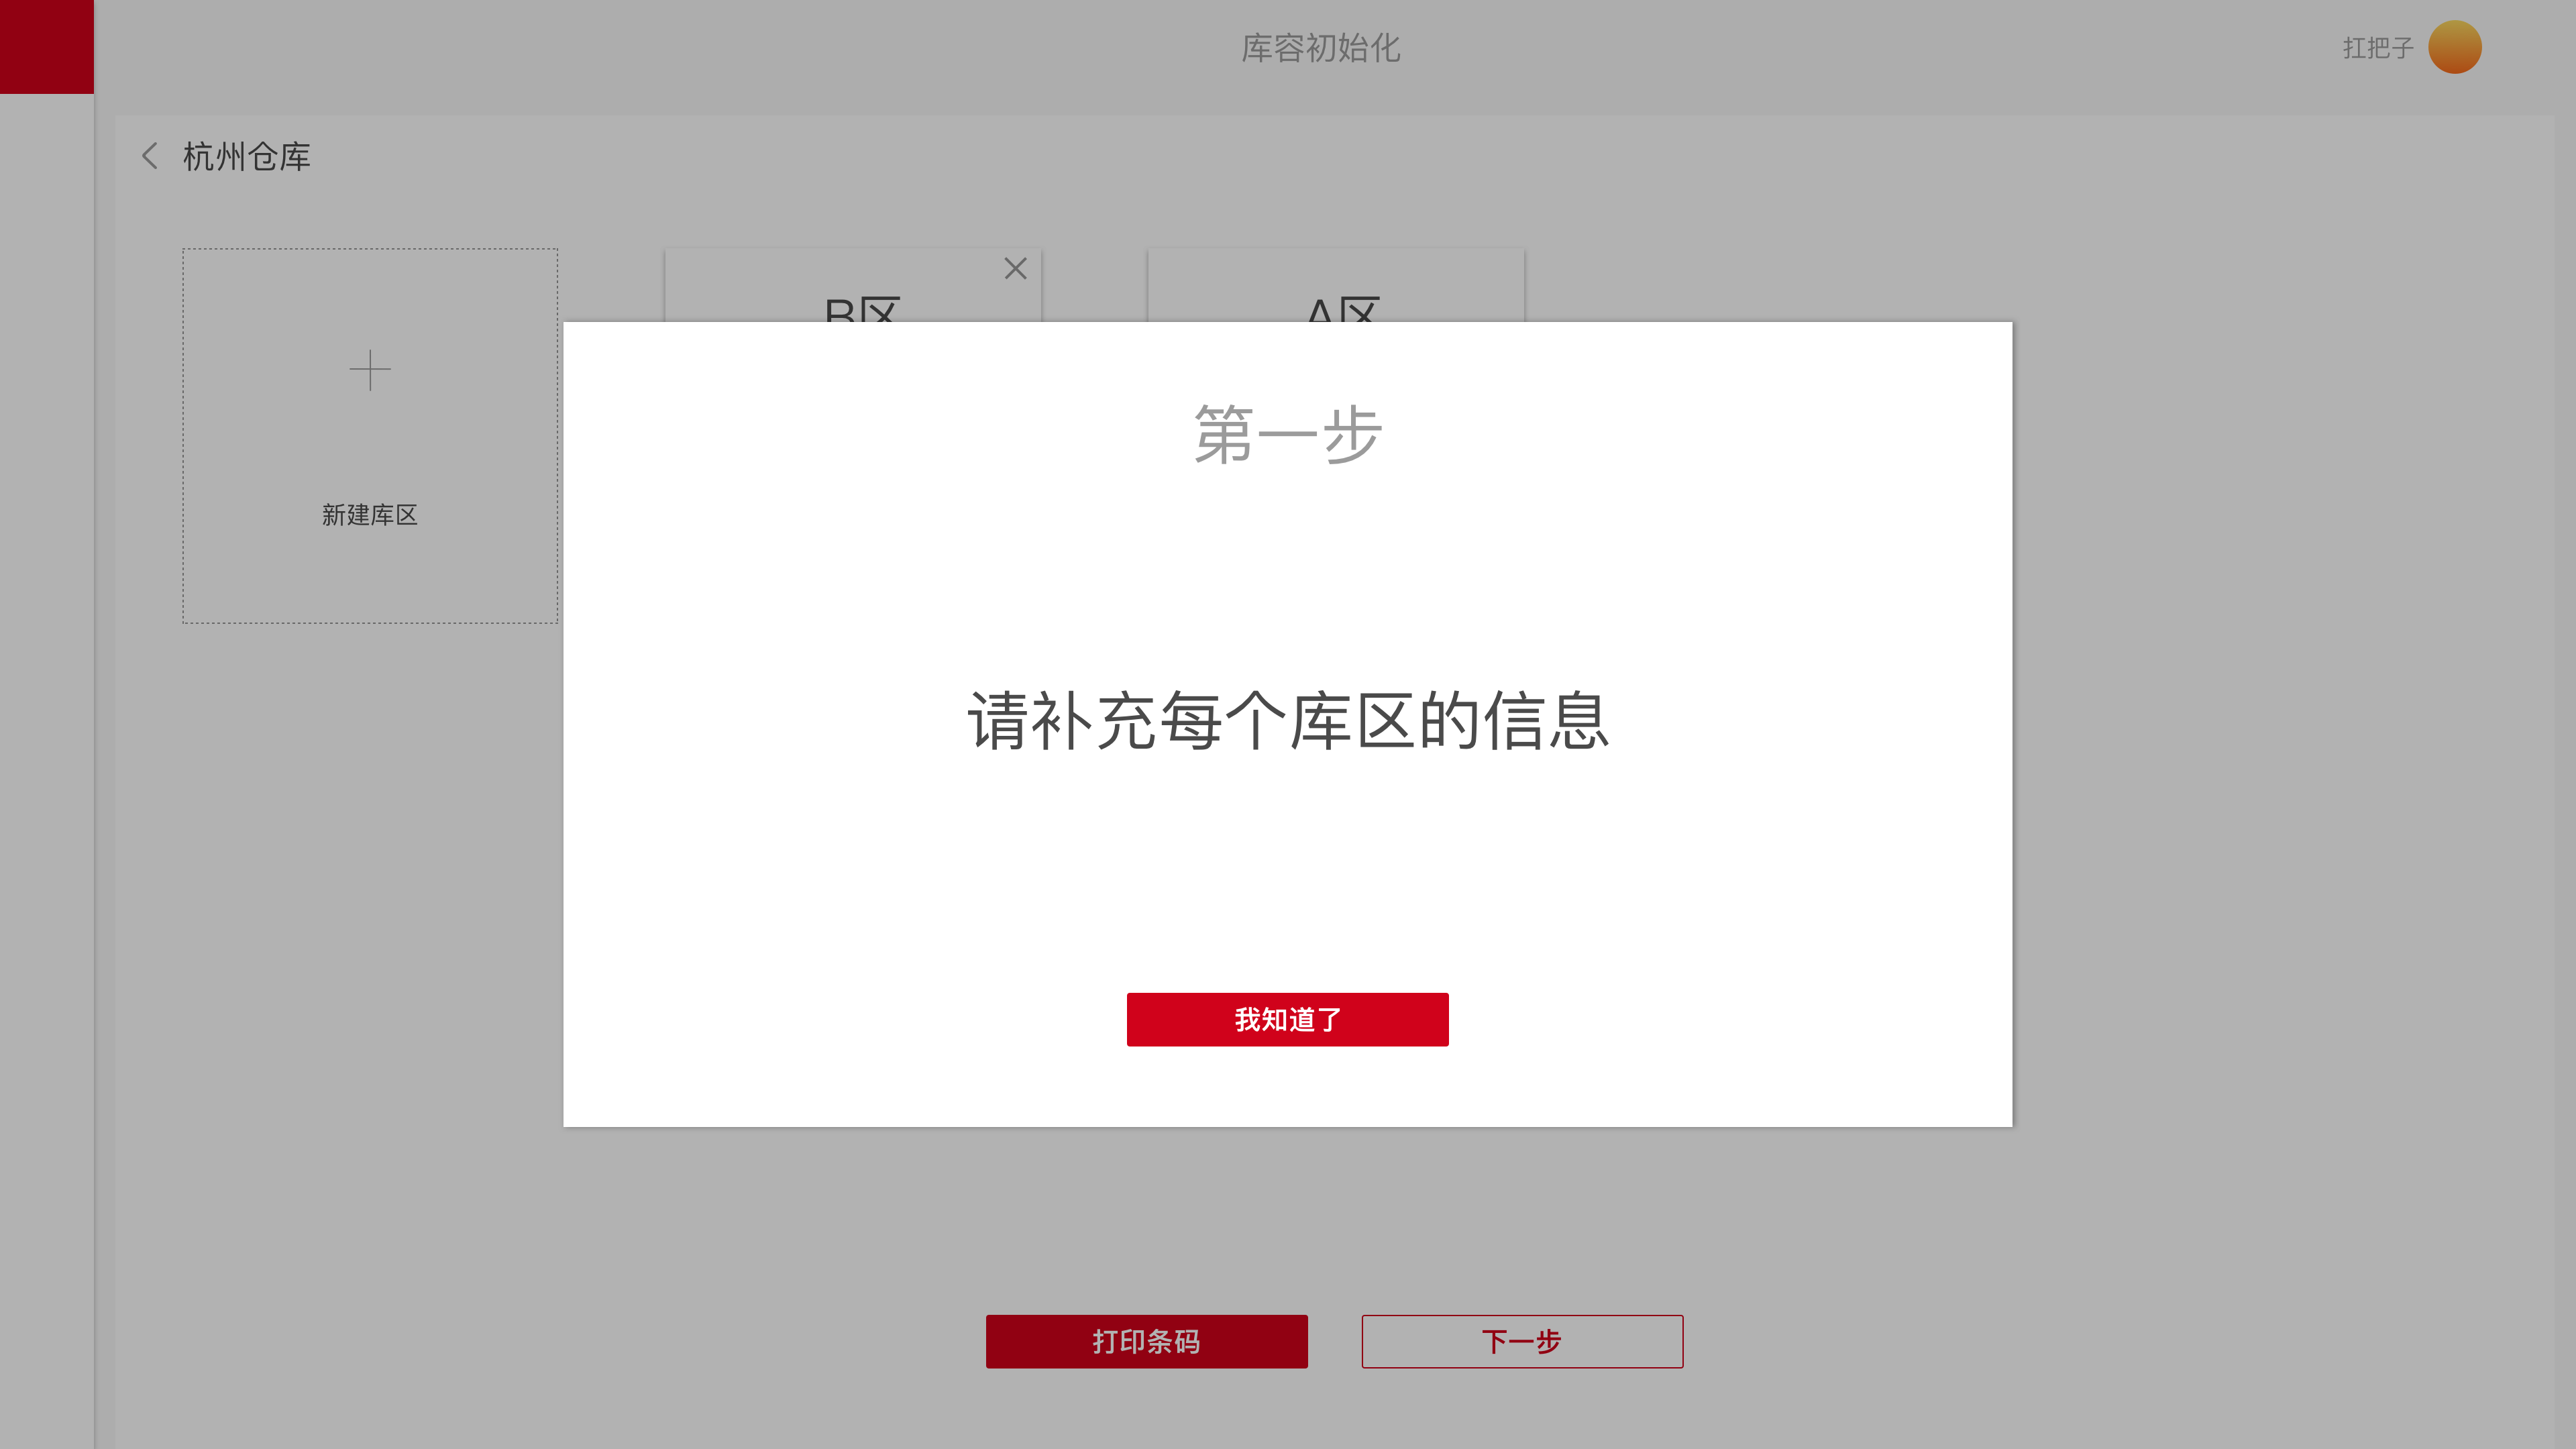 库容初始化
扛把子
杭州仓库
B区
A区
新建库区
第一步
请补充每个库区的信息
我知道了
打印条码
下一步